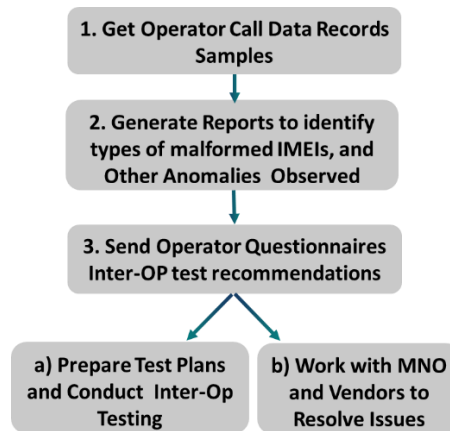 1. Get Operator Call Data Records
Samples
2. Generate Reports to identify
types of malformed IMEIs, and
Other Anomalies Observed
3. Send Operator Questionnaires
Inter-OP test recommendations
a) Prepare Test Plans
and Conduct Inter-Op
Testing
b) Work with MNO
and Vendors to
Resolve Issues